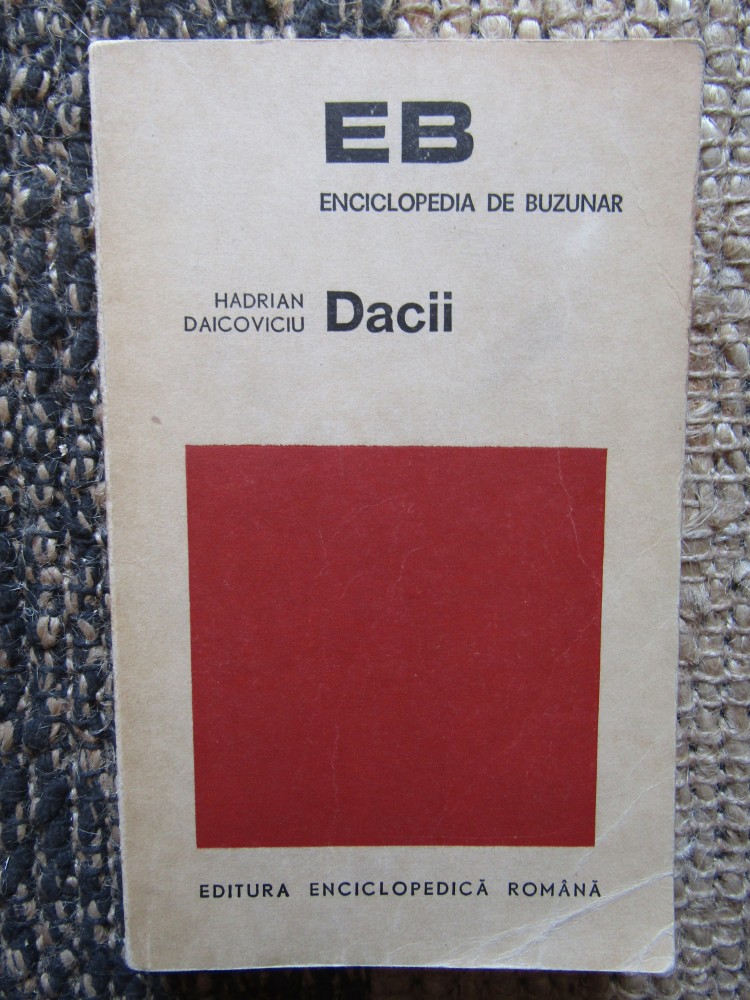 EB
ENCICLOPEDIA DE BUZUNAR
HADRIAN
DAICOVICIU
Dacii
EDITURA ENCICLOPEDICĂ ROMÂNĂ